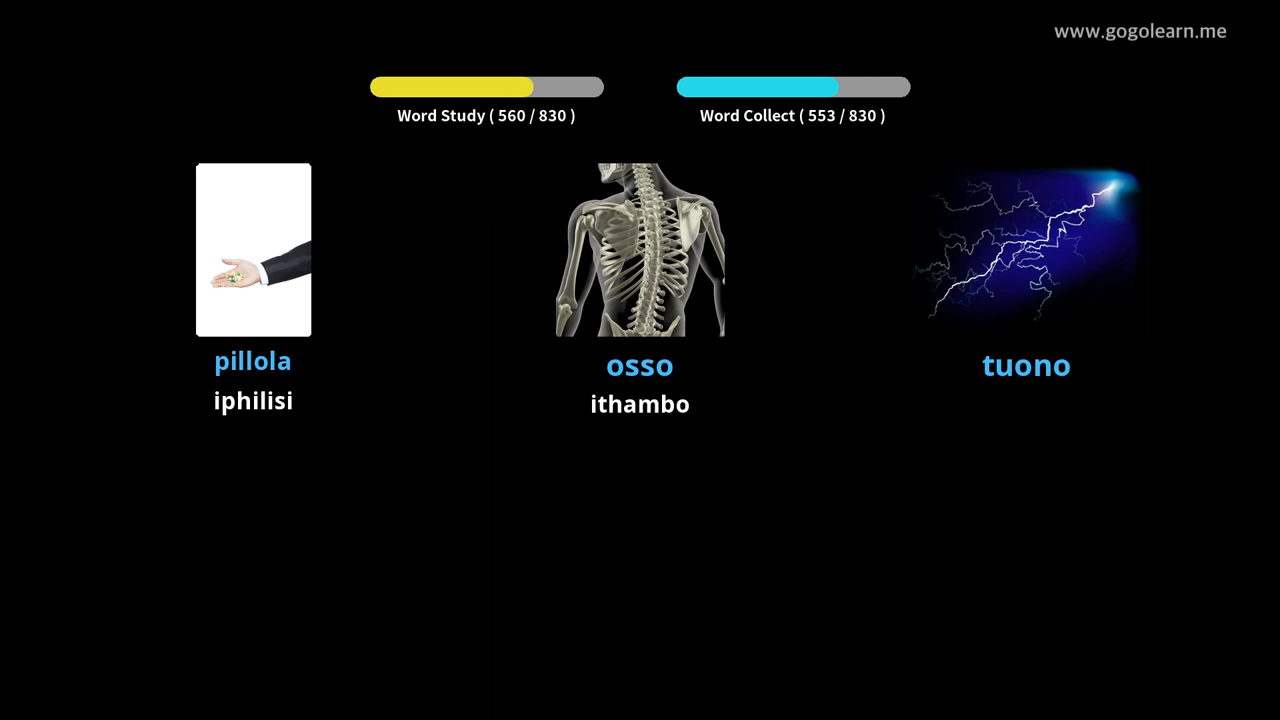 www.gogolearn.me
Word Study ( 560 / 830 )
Word Collect ( 553 / 830 )
pillola
iphilisi
osso
ithambo
tuono